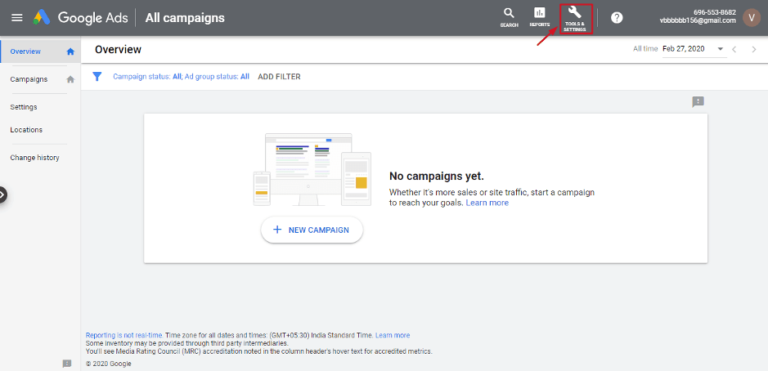 Google Ads All campaigns
SEARCH
REPORTS
TOOLS &
SETTINGS
696-553-8682
vbbbbbb156@gmail.com
V
Overview
Campaigns
Settings
Locations
Change history
Overview
All time Feb 27, 2020
Campaign status: All; Ad group status: All ADD FILTER
No campaigns yet.
Whether it's more sales or site traffic, start a campaign
to reach your goals. Learn more
+ NEW CAMPAIGN
Reporting is not real-time. Time zone for all dates and times: (GMT+05:30) India Standard Time. Learn more
Some inventory may be provided through third party intermediaries.
You'll see Media Rating Council (MRC) accreditation noted in the column header's hover text for accredited metrics.
© 2020 Google